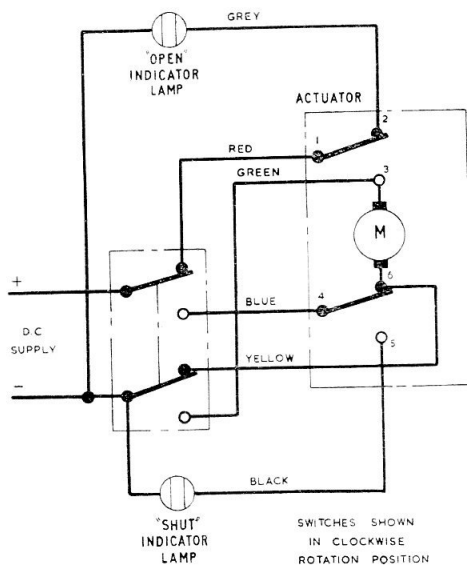 GREY
"OPEN"
INDICATOR
LAMP
ACTUATOR
2
1
RED
GREEN
3
M
6
+
BLUE
4
D.C
SUPPLY
5
YELLOW
-
BLACK
"SHUT"
INDICATOR
LAMP
SWITCHES SHOWN
IN CLOCKWISE
ROTATION POSITION